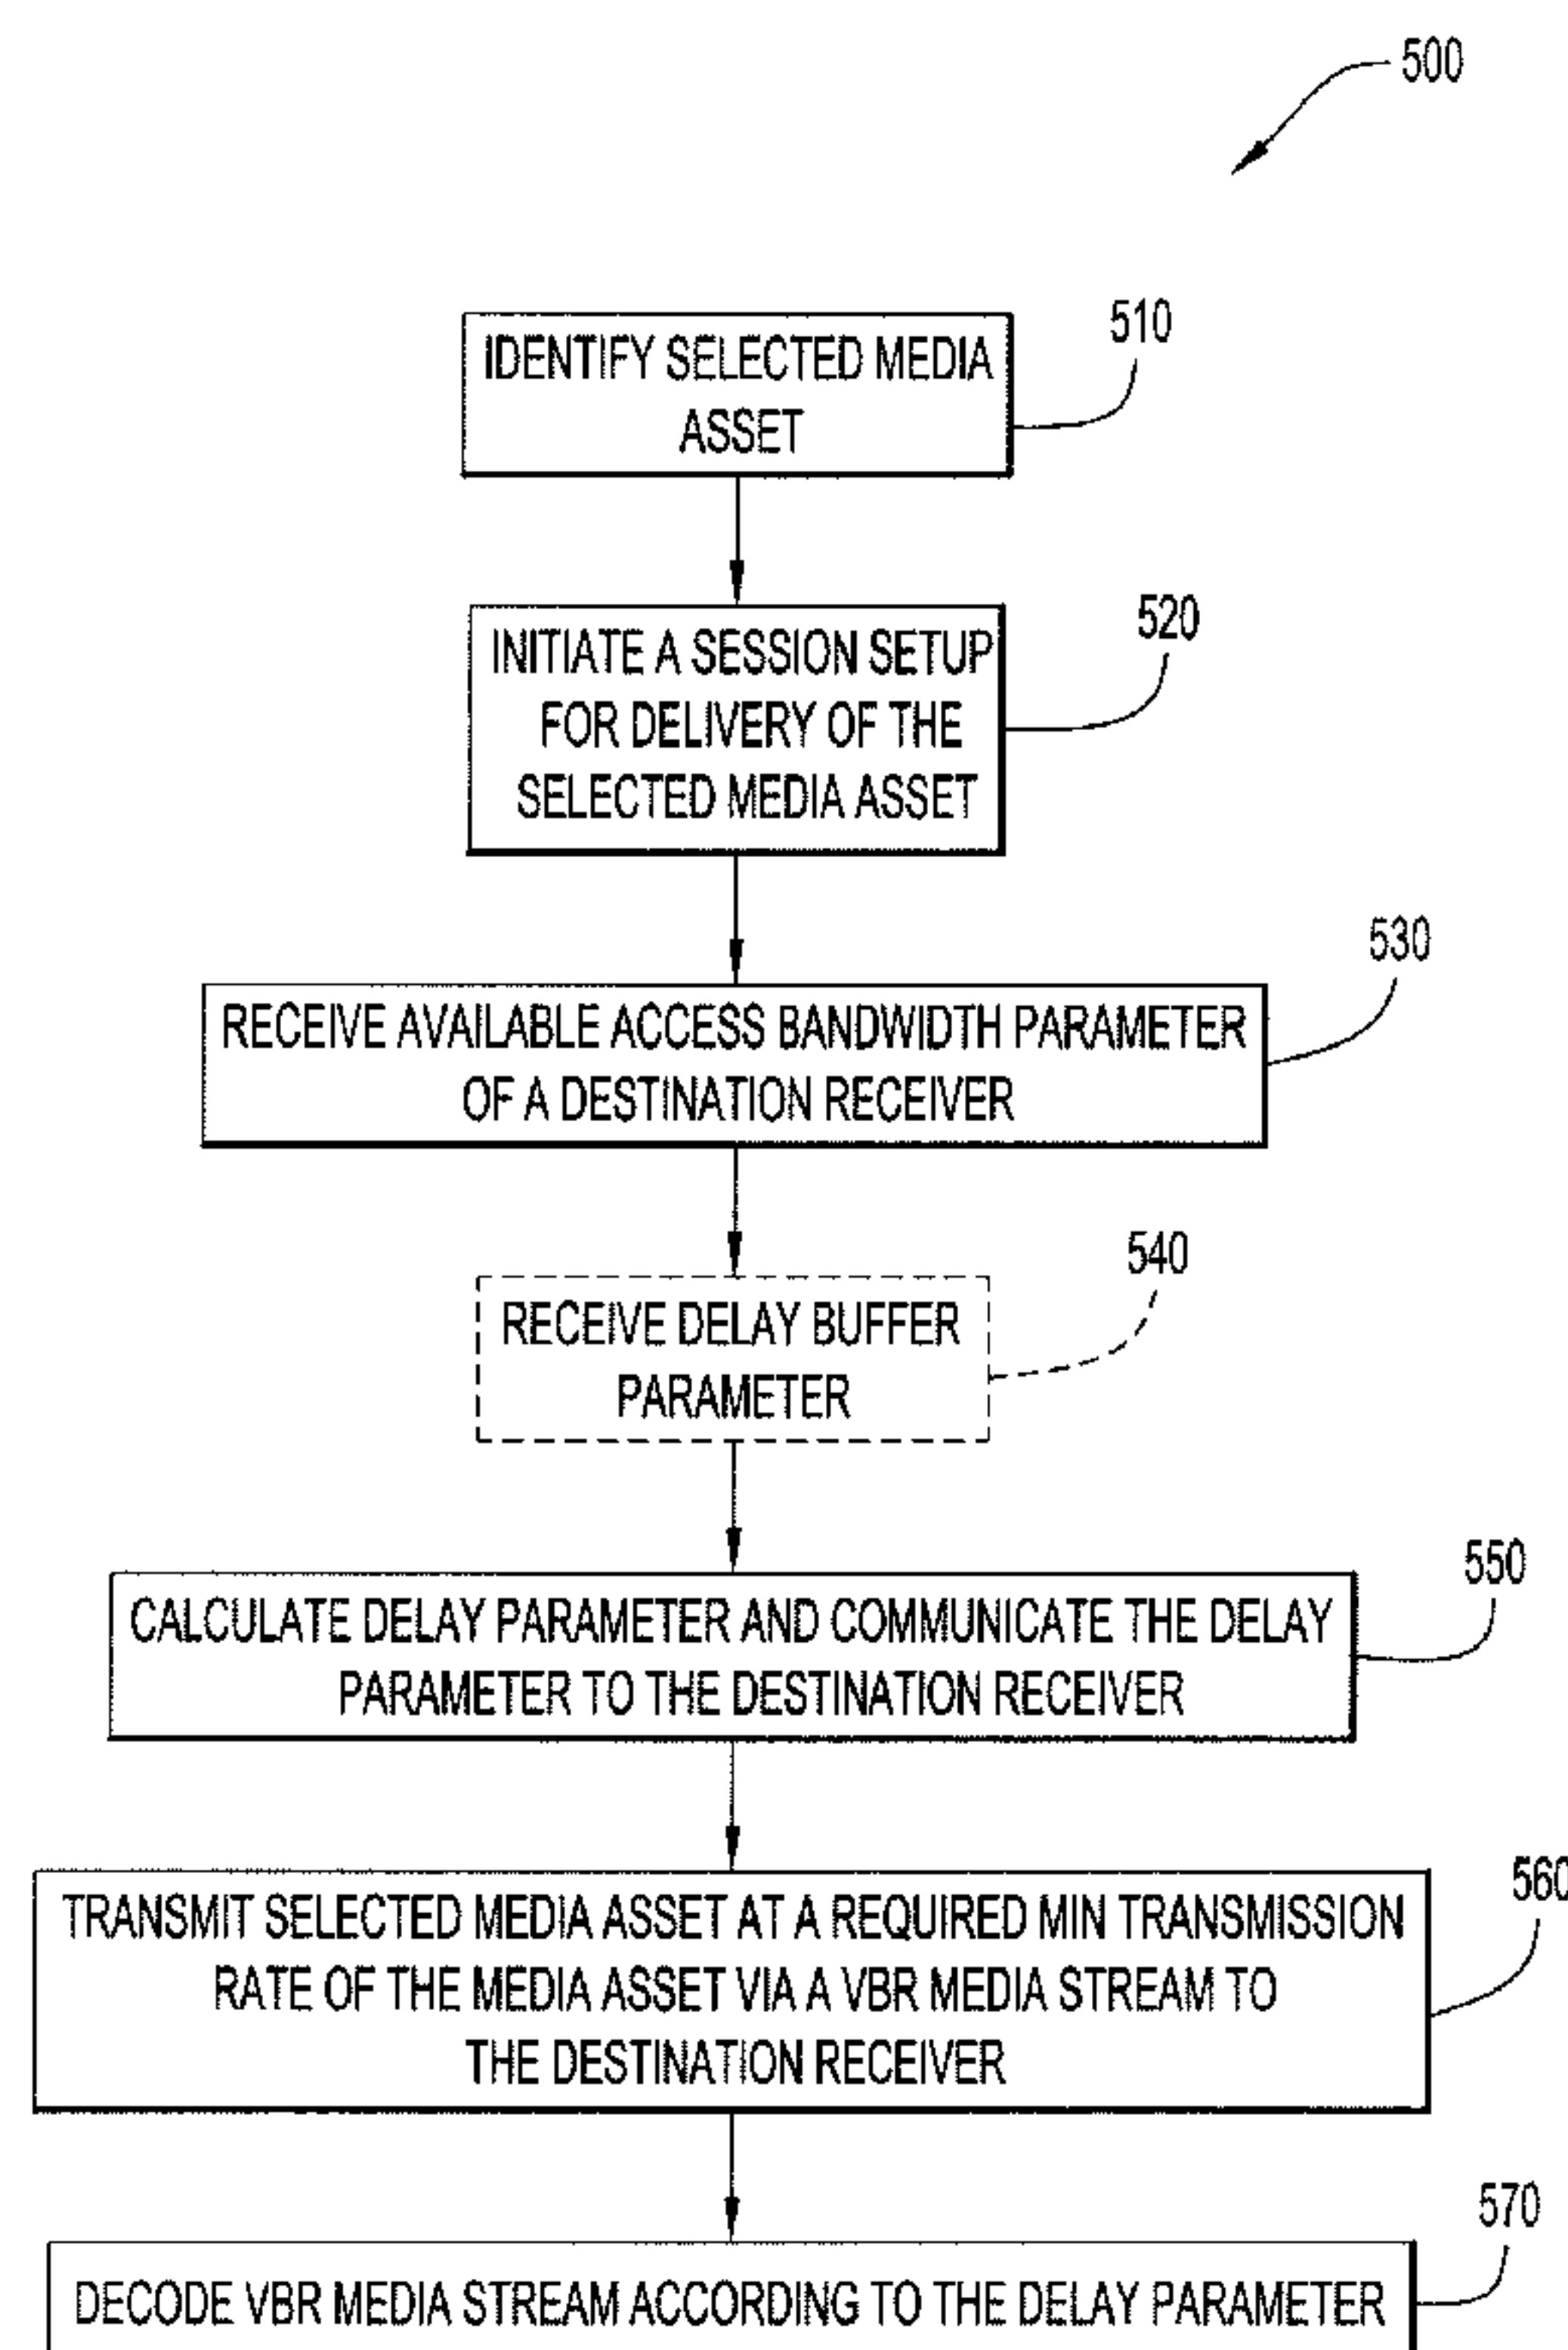 500
510
IDENTIFY SELECTED MEDIA
ASSET
520
INITIATE A SESSION SETUP
FOR DELIVERY OF THE
SELECTED MEDIA ASSET
530
RECEIVE AVAILABLE ACCESS BANDWIDTH PARAMETER
OF A DESTINATION RECEIVER
540
RECEIVE DELAY BUFFER
PARAMETER
550
CALCULATE DELAY PARAMETER AND COMMUNICATE THE DELAY
PARAMETER TO THE DESTINATION RECEIVER
560
TRANSMIT SELECTED MEDIA ASSET AT A REQUIRED MIN TRANSMISSION
RATE OF THE MEDIA ASSET VIA A VBR MEDIA STREAM TO
THE DESTINATION RECEIVER
570
DECODE VBR MEDIA STREAM ACCORDING TO THE DELAY PARAMETER